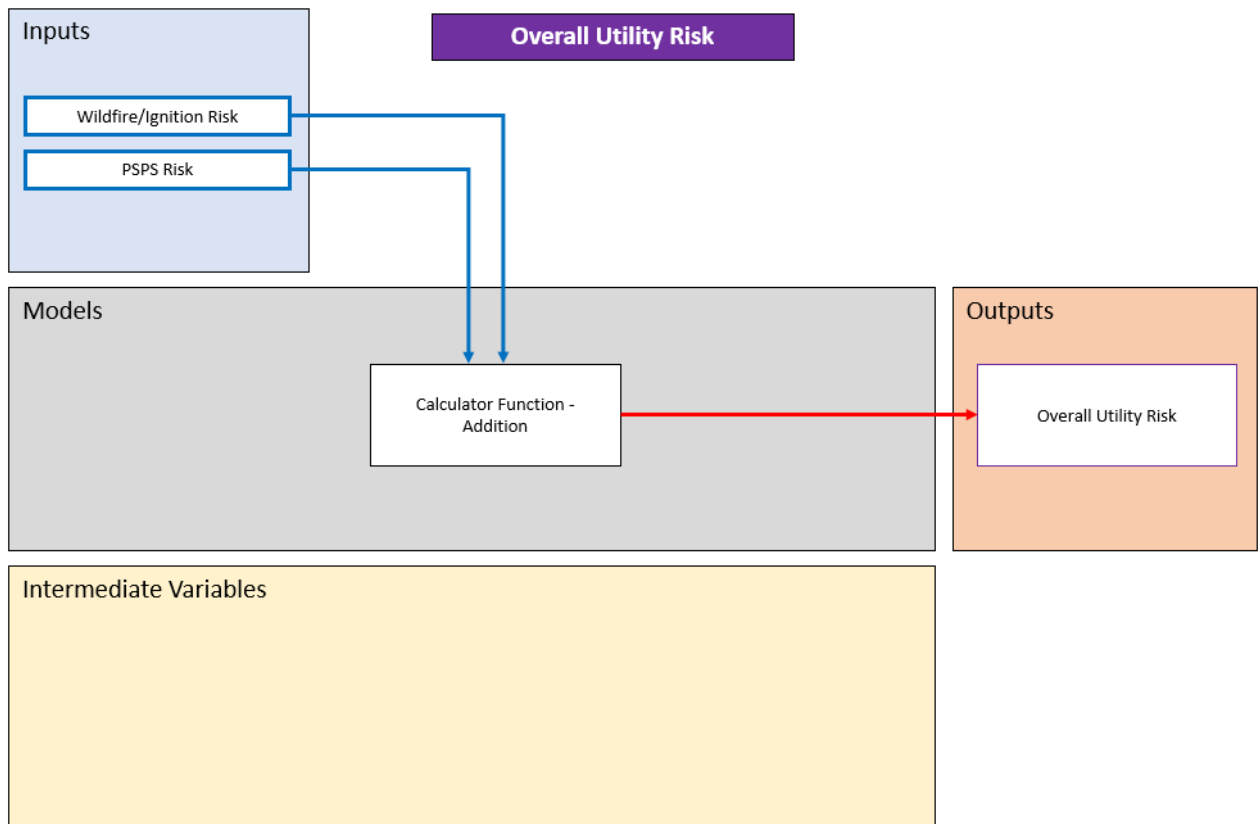 Inputs
Overall Utility Risk
Wildfire/Ignition Risk
PSPS Risk
Models
Calculator Function -
Addition
Outputs
Overall Utility Risk
Intermediate Variables